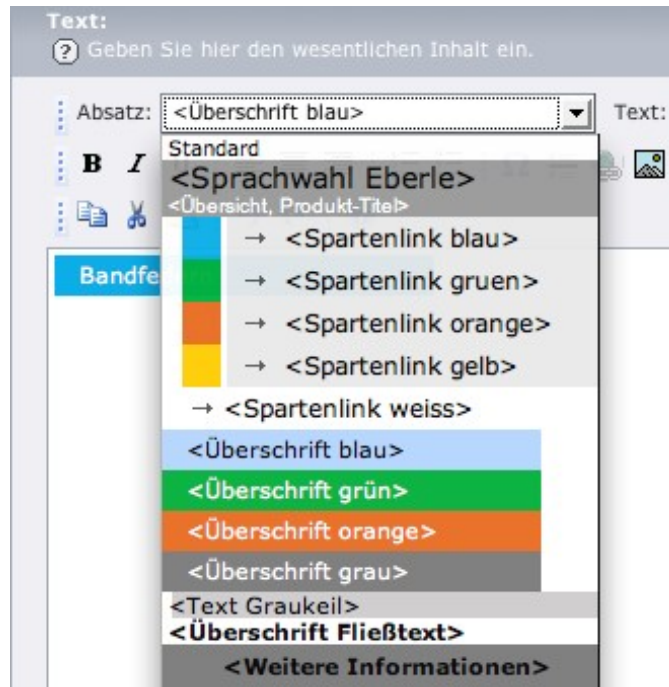 Text:
? Geben Sie hier den wesentlichen Inhalt ein.
Absatz: <Überschrift blau> Text:
B I
Standard
<Sprachwahl Eberle>
<Übersicht, Produkt-Titel>
→ <Spartenlink blau>
Bandfe
→ <Spartenlink gruen>
→ <Spartenlink orange>
→ <Spartenlink gelb>
→ <Spartenlink weiss>
<Überschrift blau>
<Überschrift grün>
<Überschrift orange>
<Überschrift grau>
<Text Graukeil>
<Überschrift Fließtext>
<Weitere Informationen>